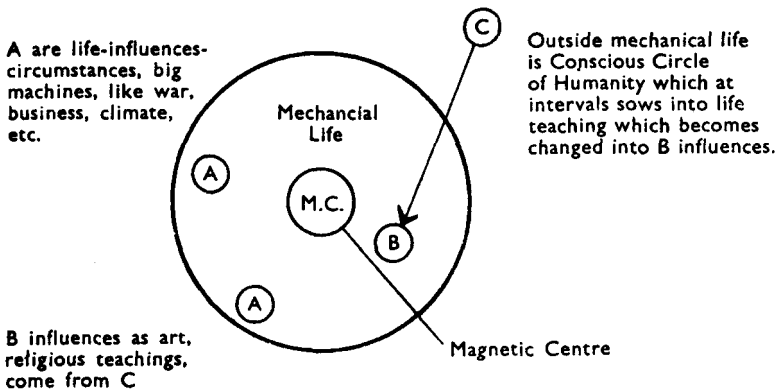 A are life-influences-
circumstances, big
machines, like war,
business, climate,
etc.
C
Outside mechanical life
is Conscious Circle
of Humanity which at
intervals sows into life
teaching which becomes
changed into B influences.
Mechancial
Life
A
M.C.
B
A
B influences as art,
religious teachings,
come from C
Magnetic Centre